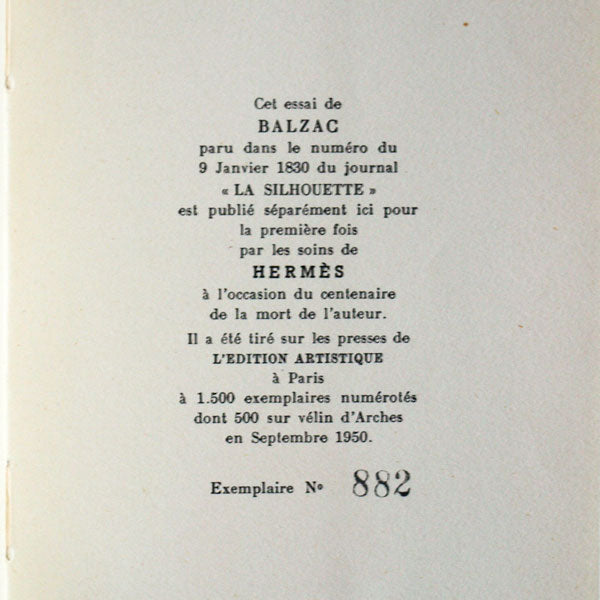 Cet essai de
BALZAC
paru dans le numéro du
9 Janvier 1830 du journal
« LA SILHOUETTE »
est publié séparément ici pour
la première fois
par les soins de
HERMÈS
à l'occasion du centenaire
de la mort de l'auteur.
Il a été tiré sur les presses de
L'EDITION ARTISTIQUE
à Paris
à 1.500 exemplaires numérotés
dont 500 sur vélin d'Arches
en Septembre 1950.
Exemplaire Nº 882